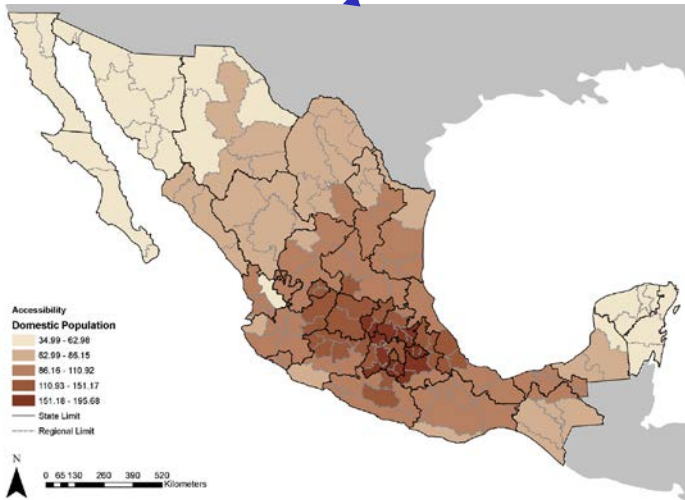 Accessibility
Domestic Population
34.99 - 62.98
62.99 - 86.15
86.16 - 110.92
110.93 - 151.17
151.18 - 195.68
State Limit
Regional Limit
N
0 65 130 260 390 520
Kilometers